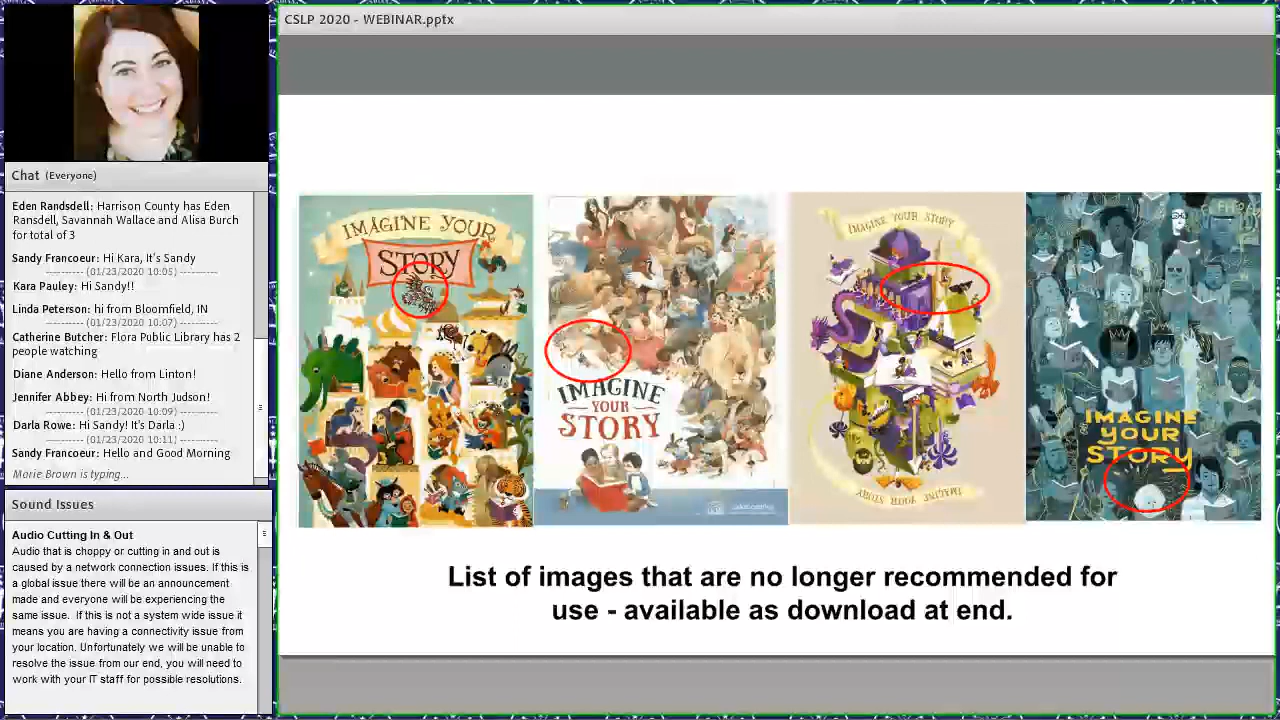 CSLP 2020 - WEBINAR.pptx
Chat (Everyone)
Eden Randsdell: Harrison County has Eden
Ransdell, Savannah Wallace and Alisa Burch
for total of 3
Sandy Francoeur: Hi Kara, It's Sandy
---------- (01/23/2020 10:05) ----------
Kara Pauley: Hi Sandy!!
Linda Peterson: hi from Bloomfield, IN
---------- (01/23/2020 10:07) ----------
Catherine Butcher: Flora Public Library has 2
people watching
Diane Anderson: Hello from Linton!
Jennifer Abbey: Hi from North Judson!
---------- (01/23/2020 10:09) ----------
Darla Rowe: Hi Sandy! It's Darla :)
---------- (01/23/2020 10:11) ----------
Sandy Francoeur: Hello and Good Morning
Marie Brown is typing...
Sound Issues
Audio Cutting In & Out
Audio that is choppy or cutting in and out is
caused by a network connection issues. If this is
a global issue there will be an announcement
made and everyone will be experiencing the
same issue. If this is not a system wide issue it
means you are having a connectivity issue from
your location. Unfortunately we will be unable to
resolve the issue from our end, you will need to
work with your IT staff for possible resolutions.
IMAGINE YOUR
STORY
IMAGINE
YOUR
STORY
IMAGINE YOUR STORY
IMAGINE YOUR STORY
IMAGINE
YOUR
STORY
List of images that are no longer recommended for
use - available as download at end.